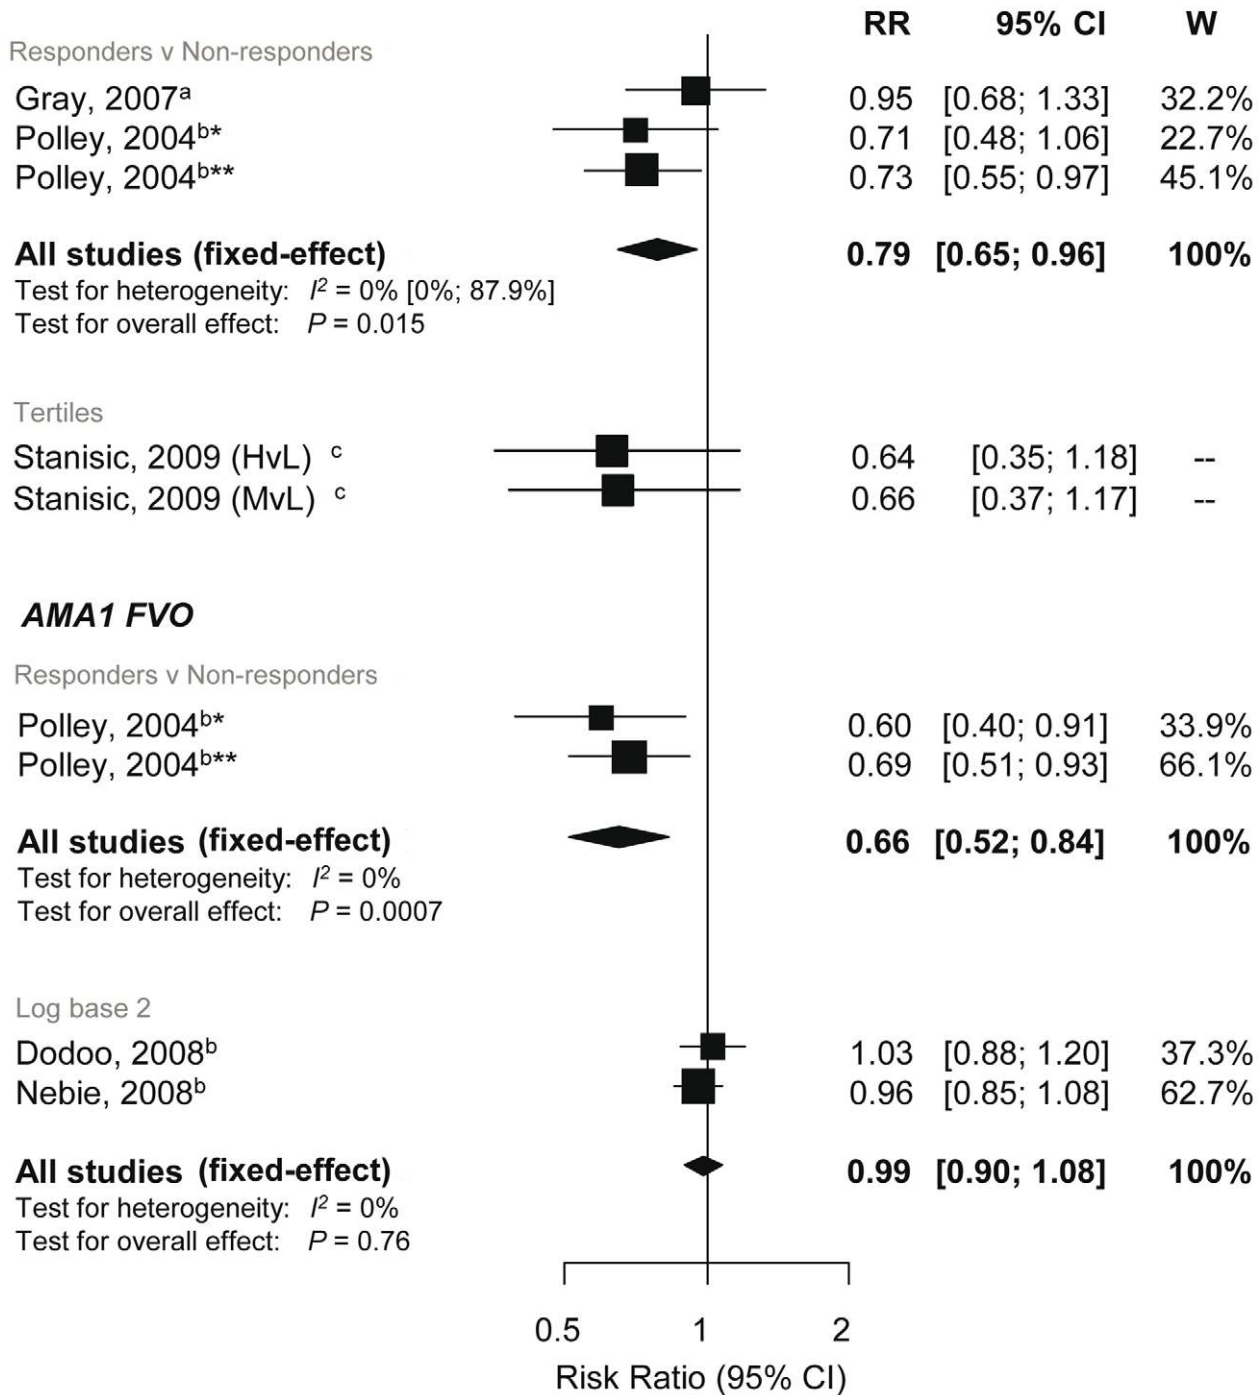 RR 95% CI W
Responders v Non-responders
Gray, 2007ᵃ 0.95 [0.68; 1.33] 32.2%
Polley, 2004ᵇ* 0.71 [0.48; 1.06] 22.7%
Polley, 2004ᵇ** 0.73 [0.55; 0.97] 45.1%
All studies (fixed-effect) 0.79 [0.65; 0.96] 100%
Test for heterogeneity: I² = 0% [0%; 87.9%]
Test for overall effect: P = 0.015
Tertiles
Stanisic, 2009 (HvL) ᶜ 0.64 [0.35; 1.18] --
Stanisic, 2009 (MvL) ᶜ 0.66 [0.37; 1.17] --
AMA1 FVO
Responders v Non-responders
Polley, 2004ᵇ* 0.60 [0.40; 0.91] 33.9%
Polley, 2004ᵇ** 0.69 [0.51; 0.93] 66.1%
All studies (fixed-effect) 0.66 [0.52; 0.84] 100%
Test for heterogeneity: I² = 0%
Test for overall effect: P = 0.0007
Log base 2
Dodoo, 2008ᵇ 1.03 [0.88; 1.20] 37.3%
Nebie, 2008ᵇ 0.96 [0.85; 1.08] 62.7%
All studies (fixed-effect) 0.99 [0.90; 1.08] 100%
Test for heterogeneity: I² = 0%
Test for overall effect: P = 0.76
0.5 1 2
Risk Ratio (95% CI)